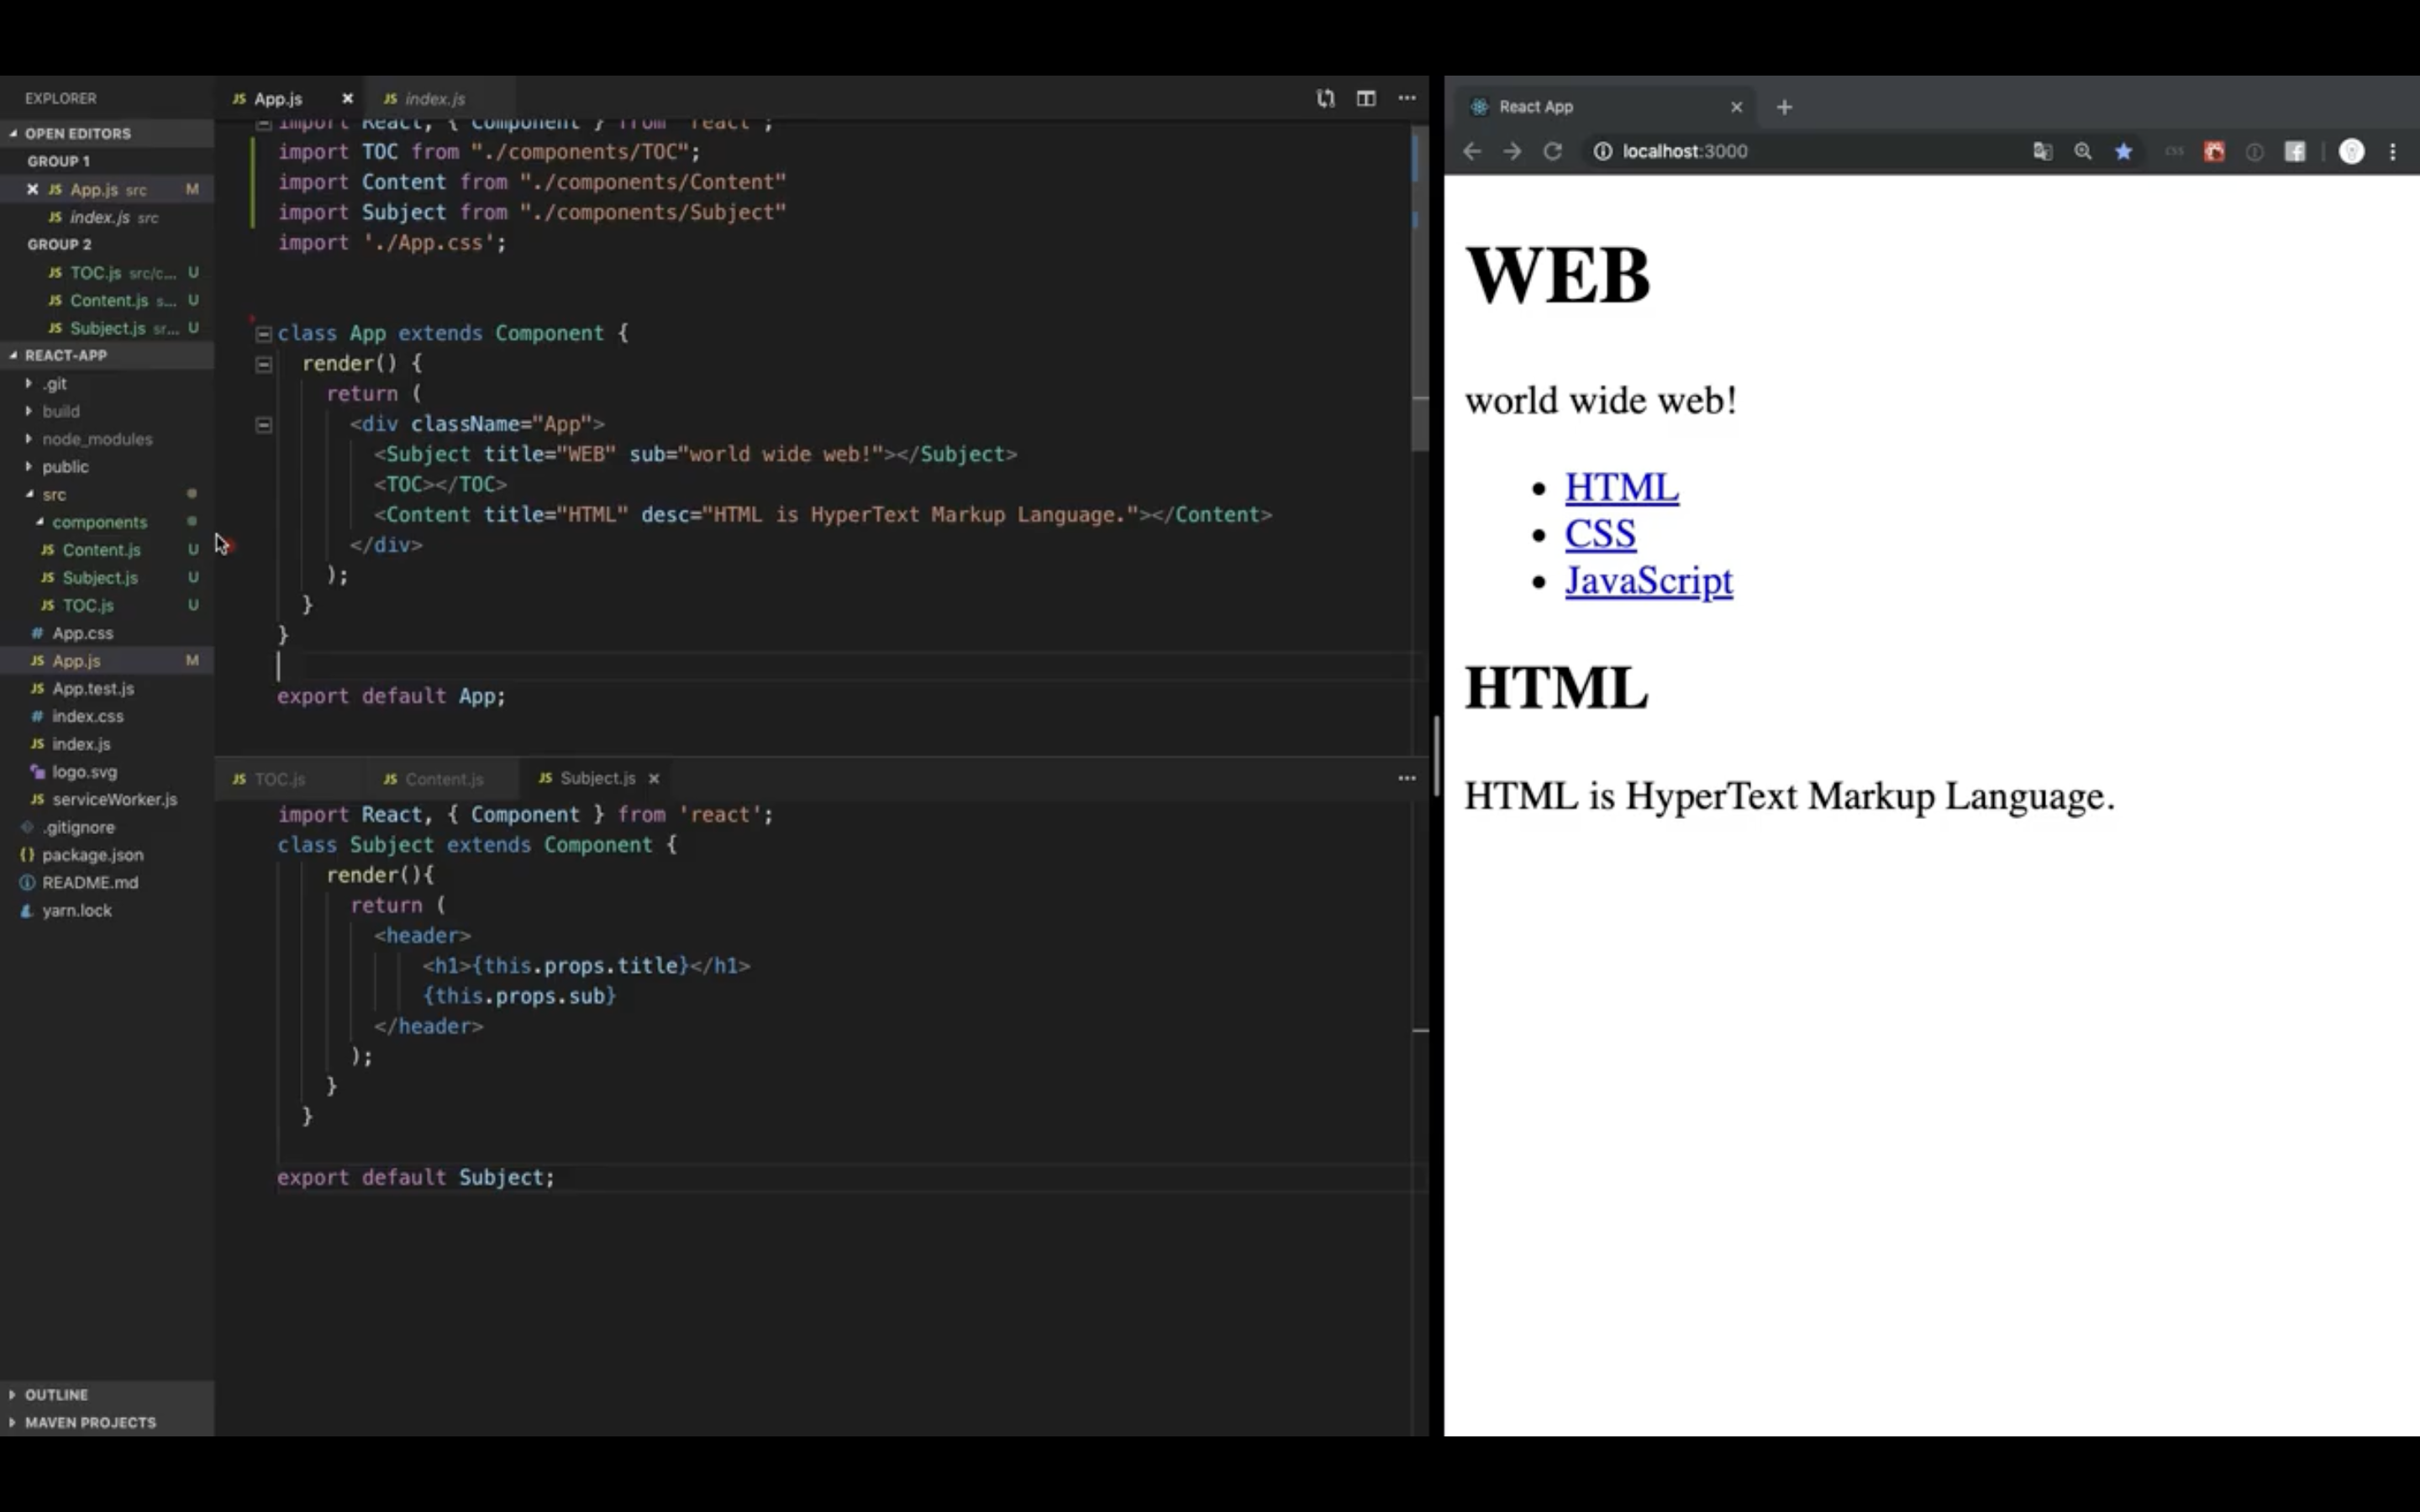 EXPLORER
OPEN EDITORS
GROUP 1
App.js src M
index.js src
GROUP 2
TOC.js src/c... U
Content.js s... U
Subject.js sr... U
REACT-APP
.git
build
node_modules
public
src
components
Content.js U
Subject.js U
TOC.js U
App.css
App.js M
App.test.js
index.css
index.js
logo.svg
serviceWorker.js
.gitignore
package.json
README.md
yarn.lock
OUTLINE
MAVEN PROJECTS
App.js
index.js
import React, { Component } from 'react';
import TOC from "./components/TOC";
import Content from "./components/Content"
import Subject from "./components/Subject"
import './App.css';
class App extends Component {
render() {
return (
<div className="App">
<Subject title="WEB" sub="world wide web!"></Subject>
<TOC></TOC>
<Content title="HTML" desc="HTML is HyperText Markup Language."></Content>
</div>
);
}
}
export default App;
TOC.js
Content.js
Subject.js
import React, { Component } from 'react';
class Subject extends Component {
render(){
return (
<header>
<h1>{this.props.title}</h1>
{this.props.sub}
</header>
);
}
}
export default Subject;
React App
localhost:3000
WEB
world wide web!
HTML
CSS
JavaScript
HTML
HTML is HyperText Markup Language.